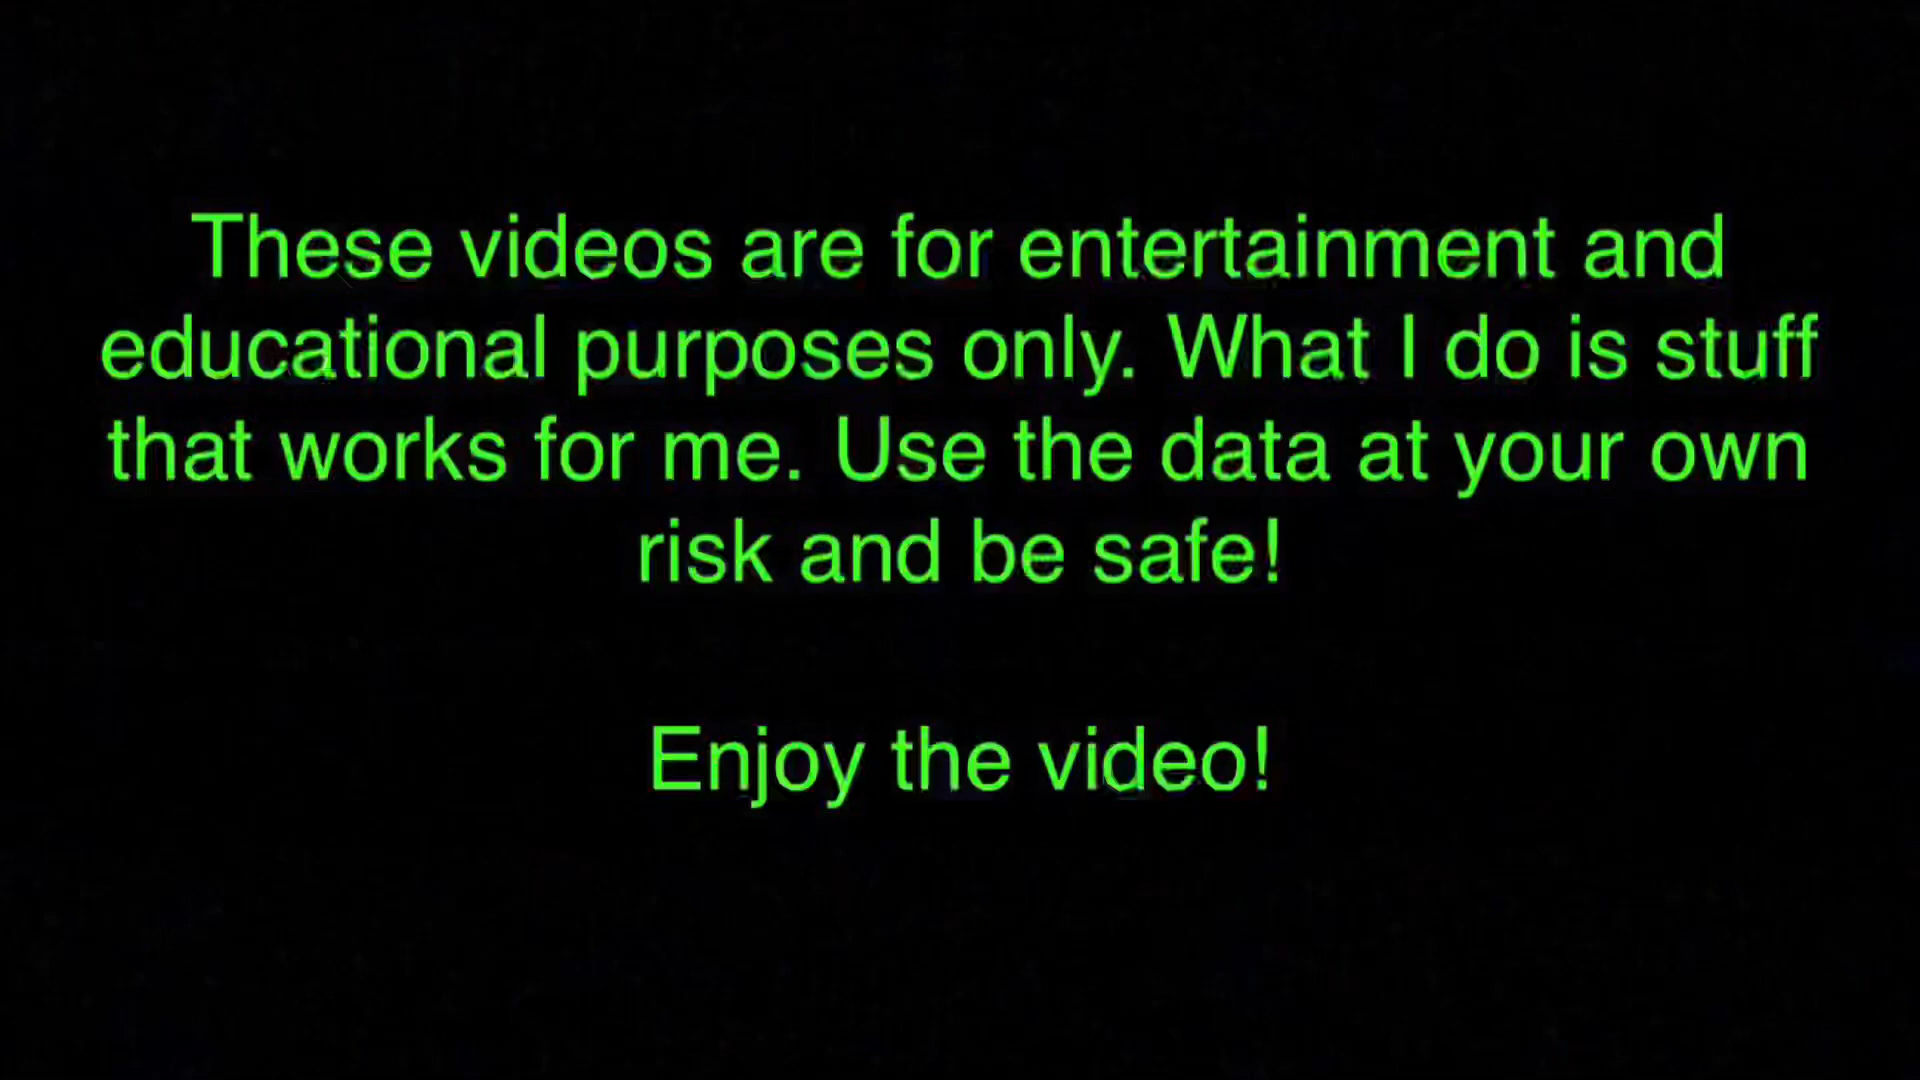 These videos are for entertainment and
educational purposes only. What I do is stuff
that works for me. Use the data at your own
risk and be safe!
Enjoy the video!